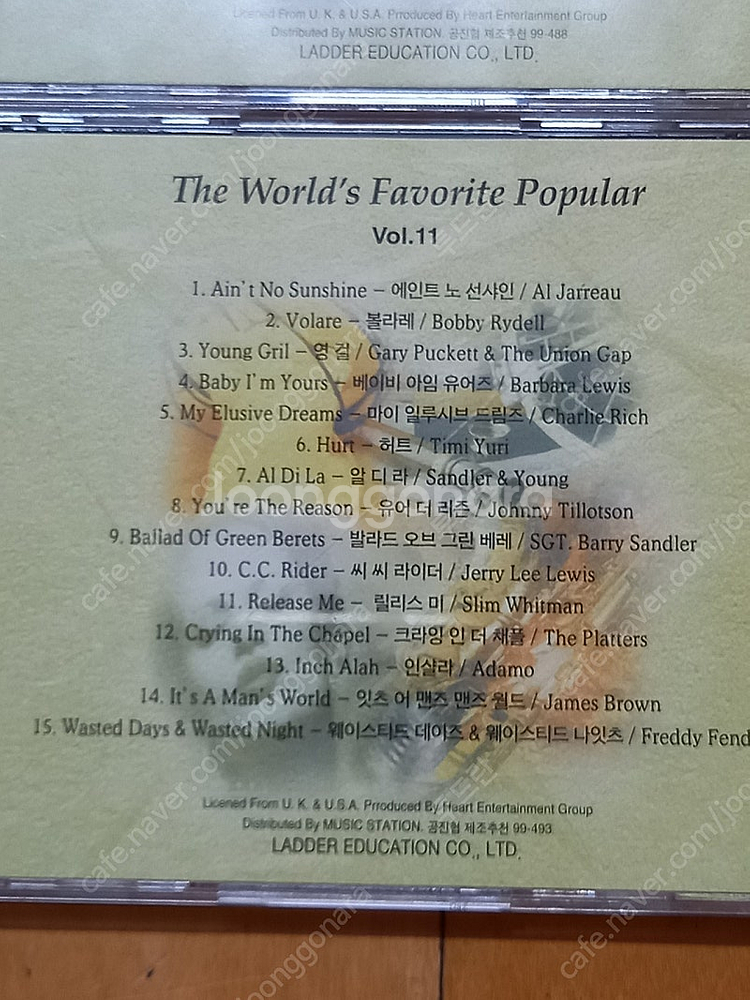 Licened From U. K. & U.S.A. Prroduced By Heart Entertainment Group
Distributed By MUSIC STATION. 공진협 제조추천 99-488
LADDER EDUCATION CO., LTD.
The World's Favorite Popular
Vol.11
1. Ain't No Sunshine – 에인트 노 선샤인 / Al Jarreau
2. Volare – 볼라레 / Bobby Rydell
3. Young Gril – 영 걸 / Gary Puckett & The Union Gap
4. Baby I'm Yours – 베이비 아임 유어즈 / Barbara Lewis
5. My Elusive Dreams – 마이 일루시브 드림즈 / Charlie Rich
6. Hurt – 허트 / Timi Yuri
7. Al Di La – 알 디 라 / Sandler & Young
8. You're The Reason – 유어 더 리즌 / Johnny Tillotson
9. Ballad Of Green Berets – 발라드 오브 그린 베레 / SGT. Barry Sandler
10. C.C. Rider – 씨 씨 라이더 / Jerry Lee Lewis
11. Release Me – 릴리스 미 / Slim Whitman
12. Crying In The Chapel – 크라잉 인 더 채플 / The Platters
13. Inch Alah – 인샬라 / Adamo
14. It's A Man's World – 잇츠 어 맨즈 맨즈 월드 / James Brown
15. Wasted Days & Wasted Night – 웨이스티드 데이즈 & 웨이스티드 나잇츠 / Freddy Fend
Licened From U. K. & U.S.A. Prroduced By Heart Entertainment Group
Distributed By MUSIC STATION. 공진협 제조추천 99-493
LADDER EDUCATION CO., LTD.
Joonggonara
cafe.naver.com/joonggonara